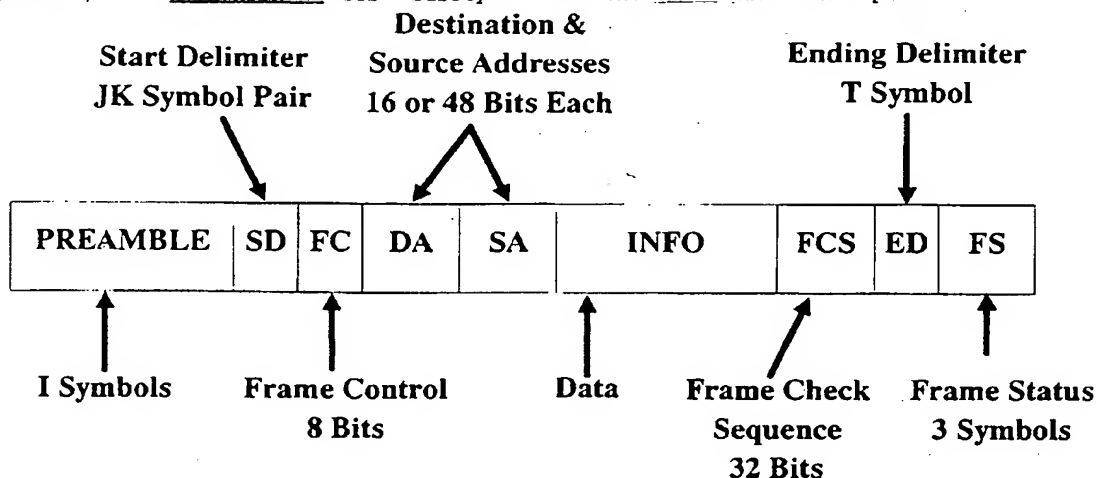 Destination &
Start Delimiter Source Addresses Ending Delimiter
JK Symbol Pair 16 or 48 Bits Each T Symbol
PREAMBLE SD FC DA SA INFO FCS ED FS
I Symbols Frame Control Data Frame Check Frame Status
8 Bits Sequence 3 Symbols
32 Bits